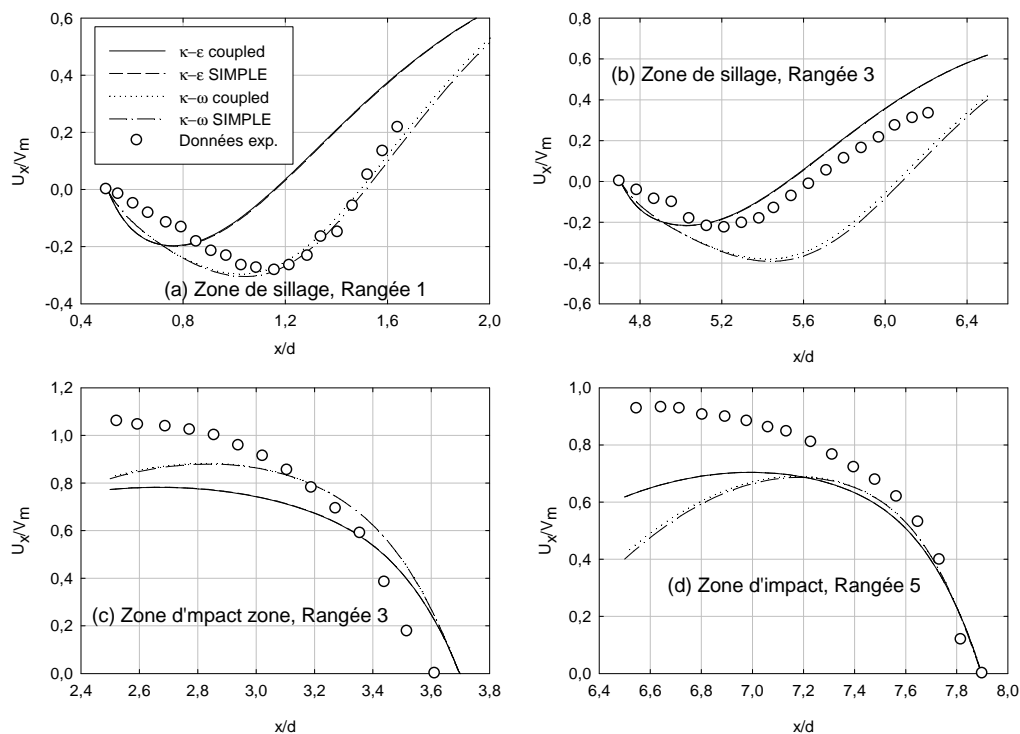 0,6
0,4
0,2
0,0
-0,2
-0,4
U_x/V_m
κ−ε coupled
κ−ε SIMPLE
κ−ω coupled
κ−ω SIMPLE
Données exp.
(a) Zone de sillage, Rangée 1
0,4 0,8 1,2 1,6 2,0
x/d
0,8
0,6
0,4
0,2
0,0
-0,2
-0,4
-0,6
U_x/V_m
(b) Zone de sillage, Rangée 3
4,8 5,2 5,6 6,0 6,4
x/d
1,2
1,0
0,8
0,6
0,4
0,2
0,0
U_x/V_m
(c) Zone d'mpact zone, Rangée 3
2,4 2,6 2,8 3,0 3,2 3,4 3,6 3,8
x/d
1,0
0,8
0,6
0,4
0,2
0,0
U_x/V_m
(d) Zone d'impact, Rangée 5
6,4 6,6 6,8 7,0 7,2 7,4 7,6 7,8 8,0
x/d